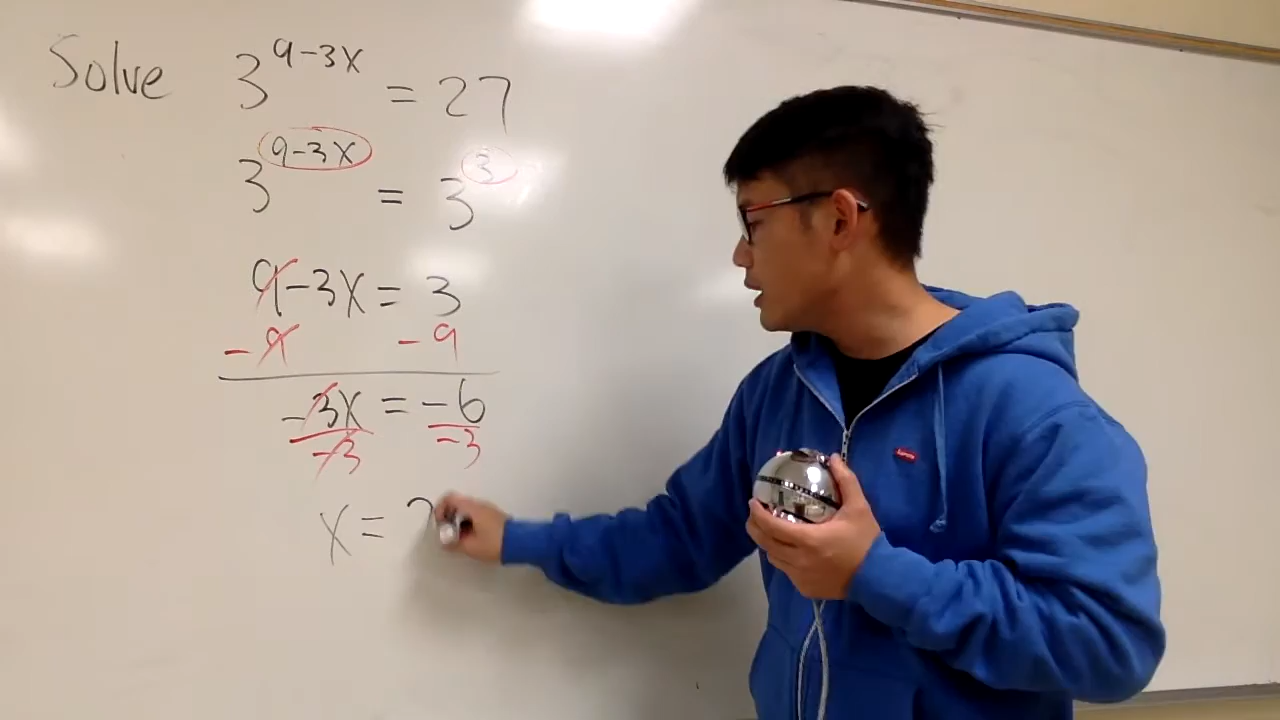 Solve 3^(9-3x) = 27
3^(9-3x) = 3^3
9-3x = 3
-9 -9
-3x = -6
-3 -3
x = 2